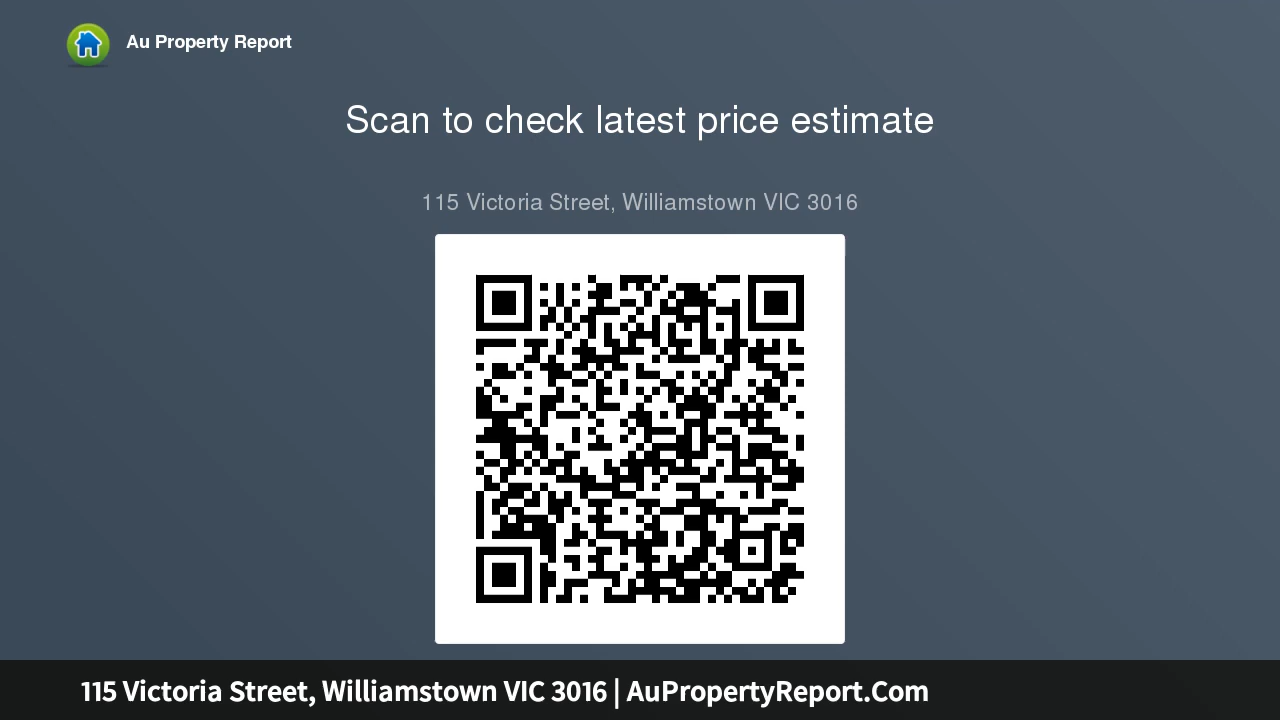 Au Property Report
Scan to check latest price estimate
115 Victoria Street, Williamstown VIC 3016
115 Victoria Street, Williamstown VIC 3016 | AuPropertyReport.Com